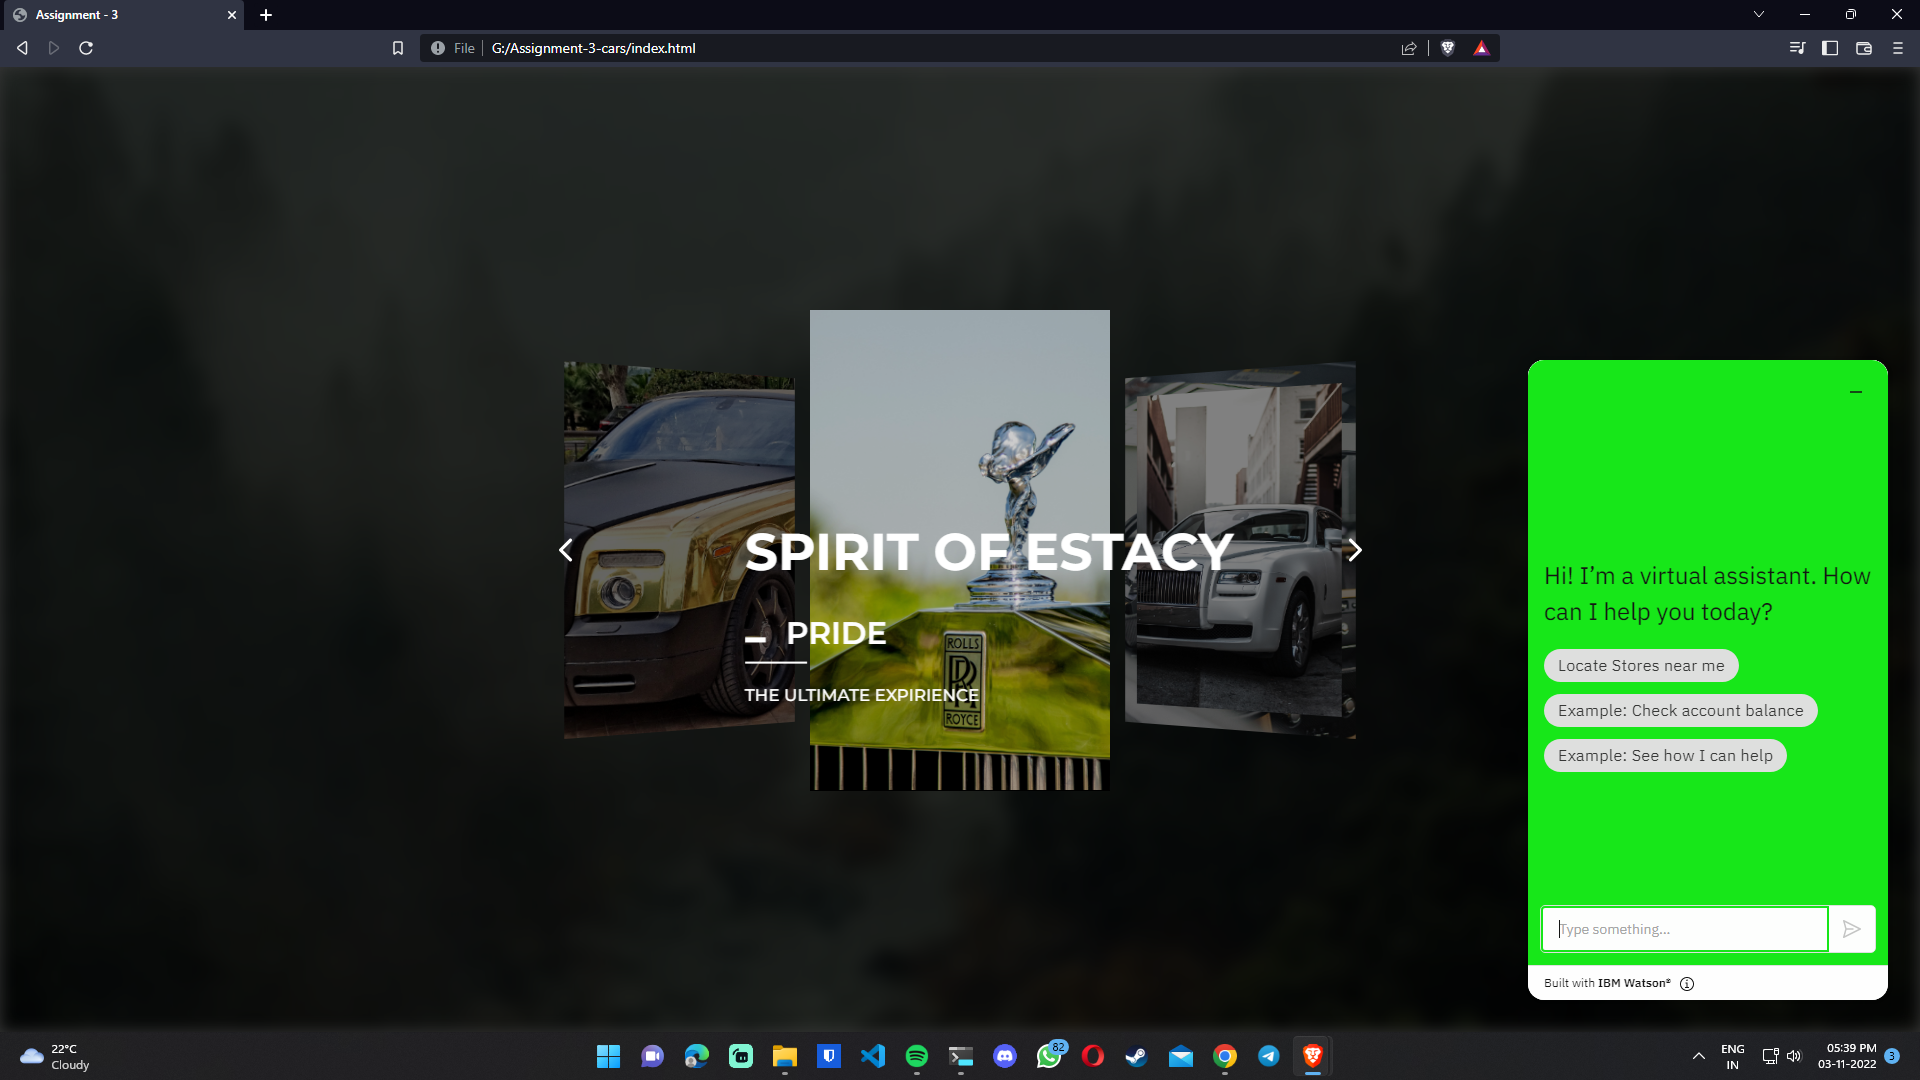 Assignment - 3
File
G:/Assignment-3-cars/index.html
SPIRIT OF ESTACY
PRIDE
THE ULTIMATE EXPIRIENCE
ROLLS
RR
ROYCE
Hi! I’m a virtual assistant. How
can I help you today?
Locate Stores near me
Example: Check account balance
Example: See how I can help
Type something...
Built with IBM Watson®
22°C
Cloudy
82
ENG
IN
05:39 PM
03-11-2022
3